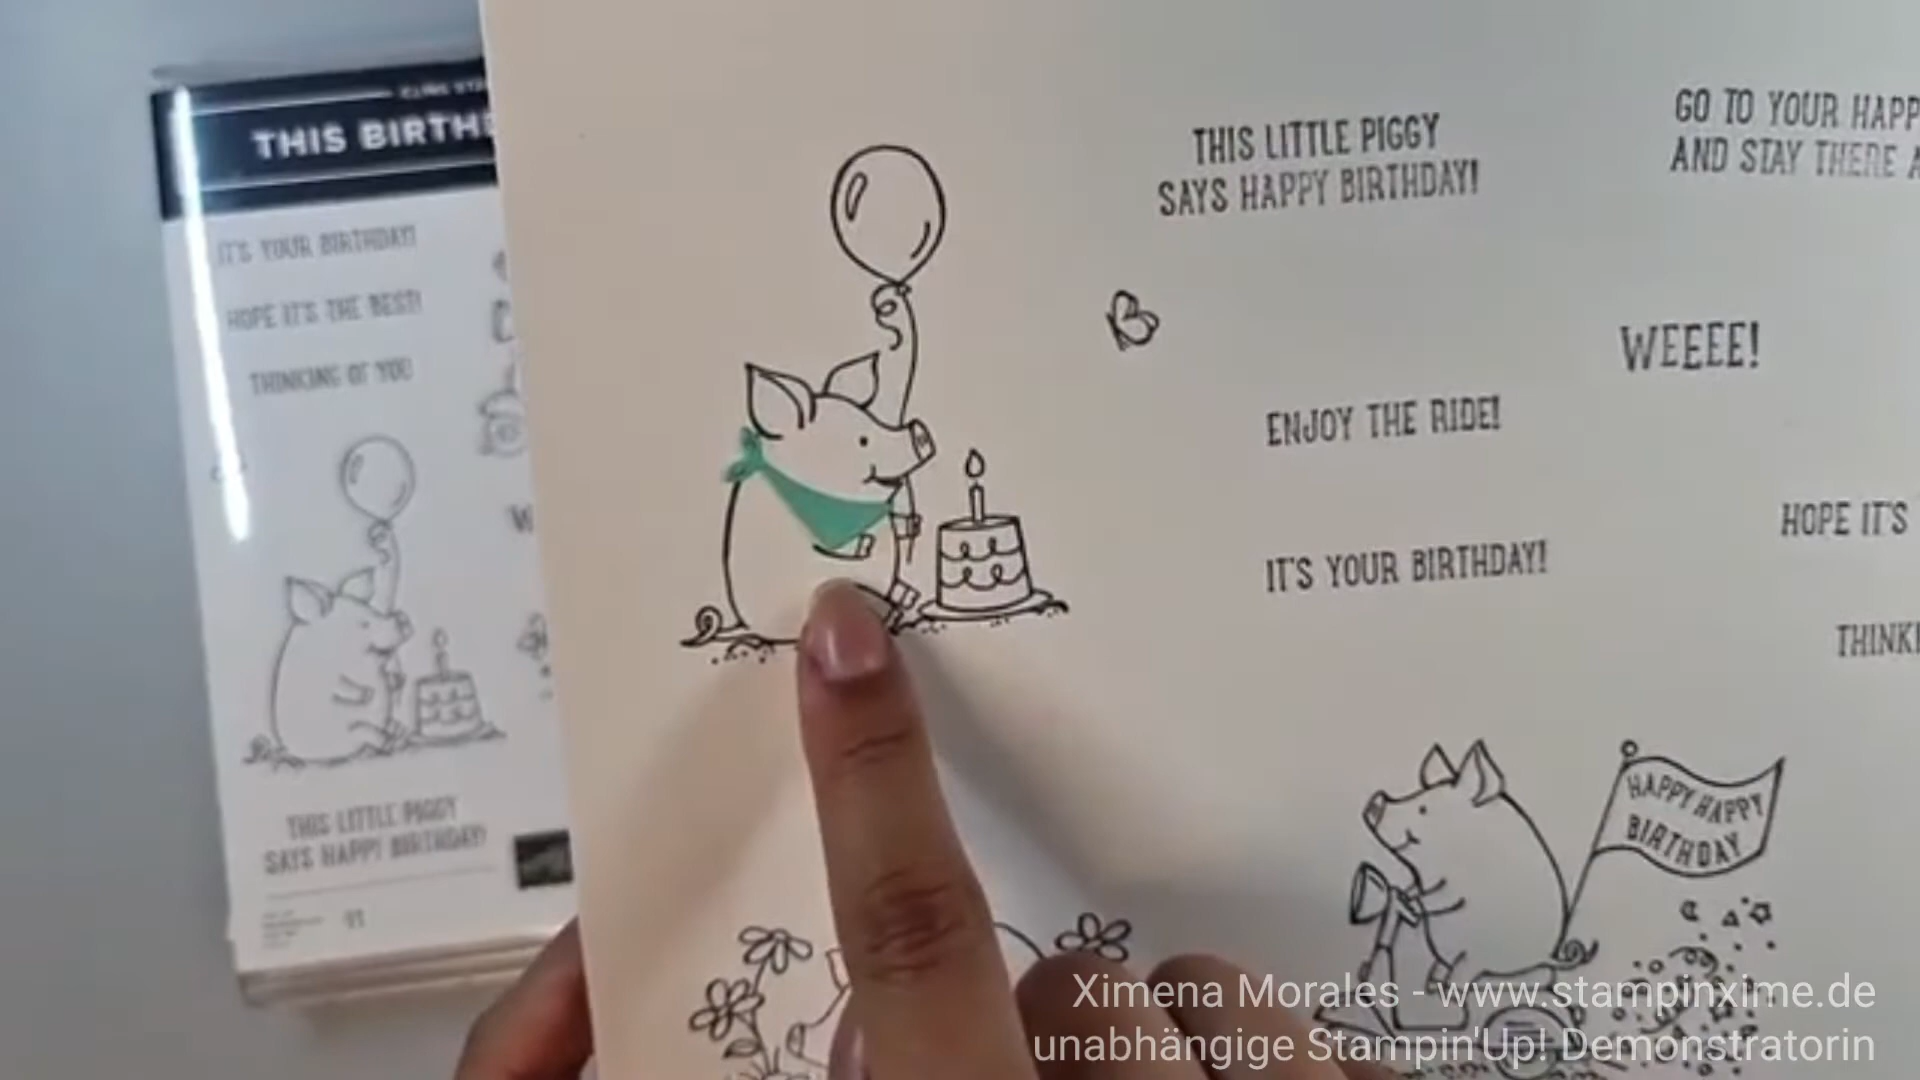 THIS BIRTH
IT'S YOUR BIRTHDAY!
HOPE IT'S THE BEST!
THINKING OF YOU
THIS LITTLE PIGGY
SAYS HAPPY BIRTHDAY!
THIS LITTLE PIGGY
SAYS HAPPY BIRTHDAY!
GO TO YOUR HAPP
AND STAY THERE A
WEEEE!
ENJOY THE RIDE!
HOPE IT'S
IT'S YOUR BIRTHDAY!
THINKI
HAPPY HAPPY
BIRTHDAY
Ximena Morales - www.stampinxime.de
unabhängige Stampin'Up! Demonstratorin